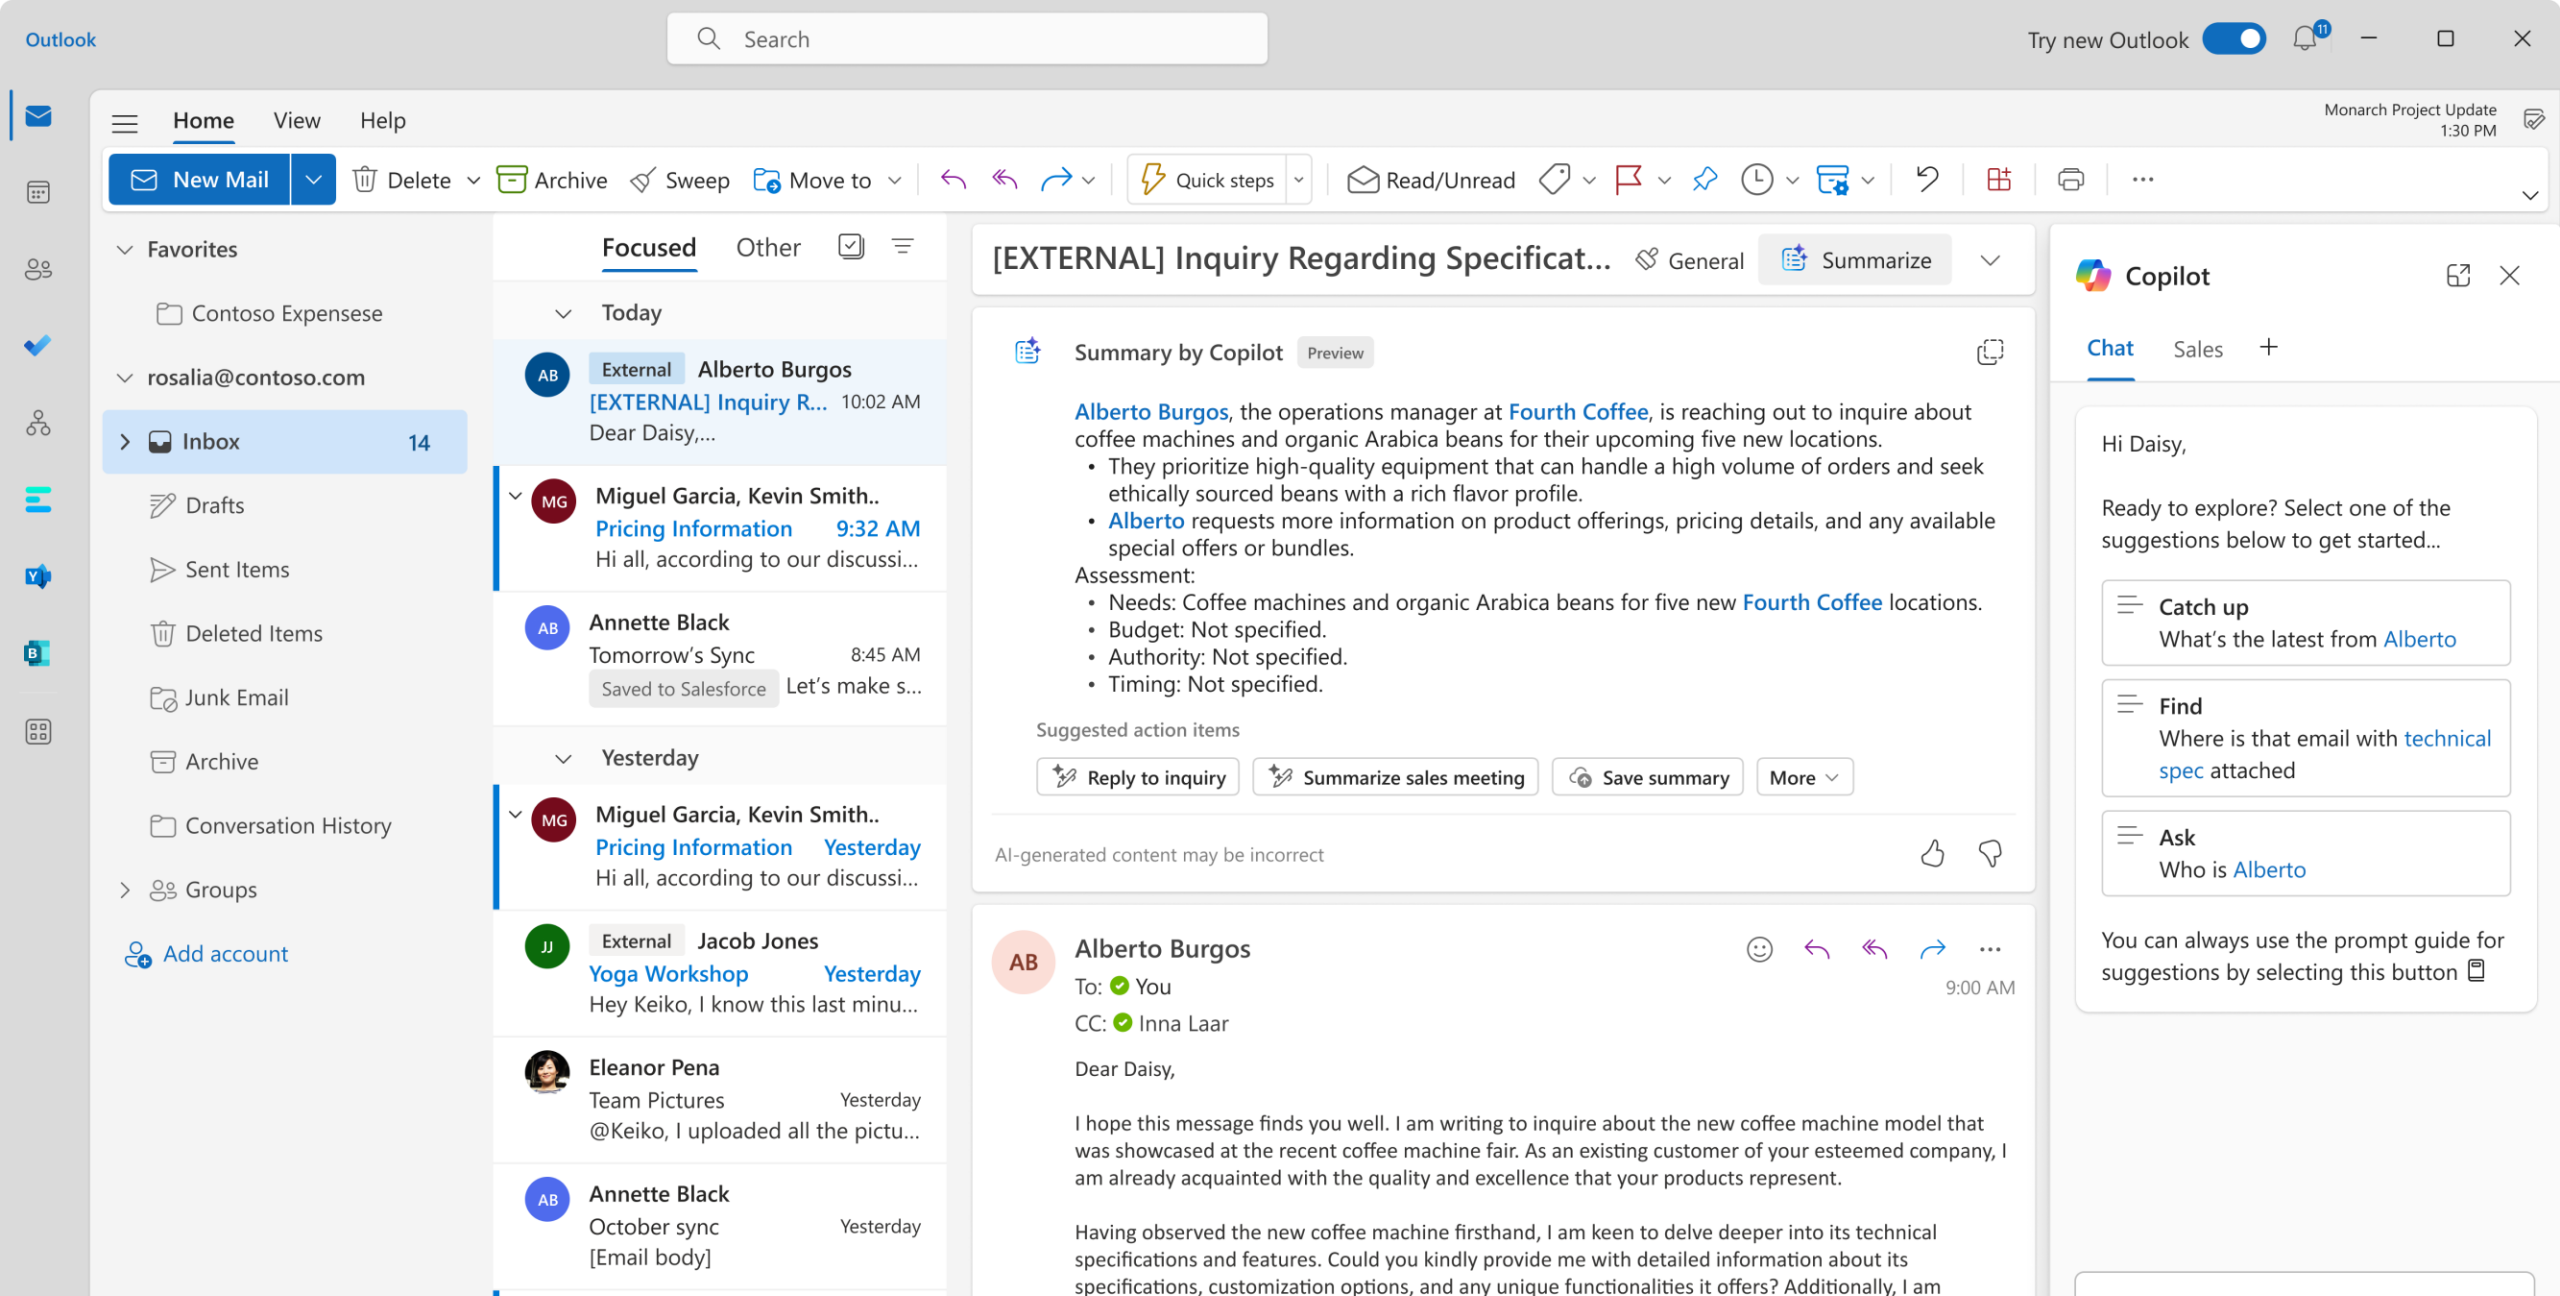 Outlook
Search
Try new Outlook
11
Home View Help
Monarch Project Update
1:30 PM
New Mail Delete Archive Sweep Move to Quick steps Read/Unread
Favorites
Contoso Expensese
rosalia@contoso.com
Inbox 14
Drafts
Sent Items
Deleted Items
Junk Email
Archive
Conversation History
Groups
Add account
Focused Other
Today
AB External Alberto Burgos
[EXTERNAL] Inquiry R... 10:02 AM
Dear Daisy,...
MG Miguel Garcia, Kevin Smith..
Pricing Information 9:32 AM
Hi all, according to our discussi...
AB Annette Black
Tomorrow's Sync 8:45 AM
Saved to Salesforce Let's make s...
Yesterday
MG Miguel Garcia, Kevin Smith..
Pricing Information Yesterday
Hi all, according to our discussi...
JJ External Jacob Jones
Yoga Workshop Yesterday
Hey Keiko, I know this last minu...
Eleanor Pena
Team Pictures Yesterday
@Keiko, I uploaded all the pictu...
AB Annette Black
October sync Yesterday
[Email body]
[EXTERNAL] Inquiry Regarding Specificat... General Summarize
Summary by Copilot Preview
Alberto Burgos, the operations manager at Fourth Coffee, is reaching out to inquire about
coffee machines and organic Arabica beans for their upcoming five new locations.
• They prioritize high-quality equipment that can handle a high volume of orders and seek
ethically sourced beans with a rich flavor profile.
• Alberto requests more information on product offerings, pricing details, and any available
special offers or bundles.
Assessment:
• Needs: Coffee machines and organic Arabica beans for five new Fourth Coffee locations.
• Budget: Not specified.
• Authority: Not specified.
• Timing: Not specified.
Suggested action items
Reply to inquiry Summarize sales meeting Save summary More
AI-generated content may be incorrect
AB Alberto Burgos
To: You
9:00 AM
CC: Inna Laar
Dear Daisy,
I hope this message finds you well. I am writing to inquire about the new coffee machine model that
was showcased at the recent coffee machine fair. As an existing customer of your esteemed company, I
am already acquainted with the quality and excellence that your products represent.
Having observed the new coffee machine firsthand, I am keen to delve deeper into its technical
specifications and features. Could you kindly provide me with detailed information about its
specifications, customization options, and any unique functionalities it offers? Additionally, I am
Copilot
Chat Sales
Hi Daisy,
Ready to explore? Select one of the
suggestions below to get started...
Catch up
What's the latest from Alberto
Find
Where is that email with technical
spec attached
Ask
Who is Alberto
You can always use the prompt guide for
suggestions by selecting this button